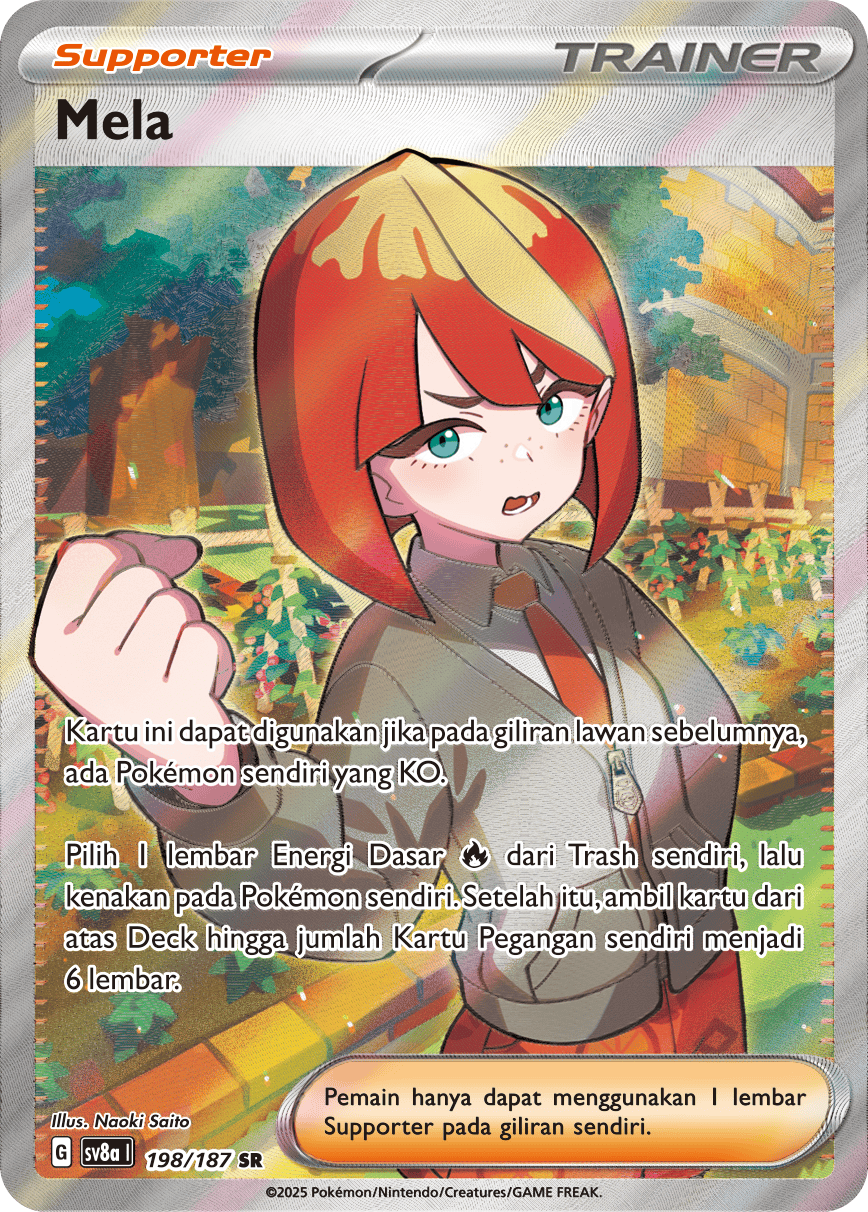 Supporter
TRAINER
Mela
Kartu ini dapat digunakan jika pada giliran lawan sebelumnya,
ada Pokémon sendiri yang KO.
Pilih 1 lembar Energi Dasar dari Trash sendiri, lalu
kenakan pada Pokémon sendiri. Setelah itu, ambil kartu dari
atas Deck hingga jumlah Kartu Pegangan sendiri menjadi
6 lembar.
Pemain hanya dapat menggunakan 1 lembar
Supporter pada giliran sendiri.
Illus. Naoki Saito
G sv8a I 198/187 SR
©2025 Pokémon/Nintendo/Creatures/GAME FREAK.